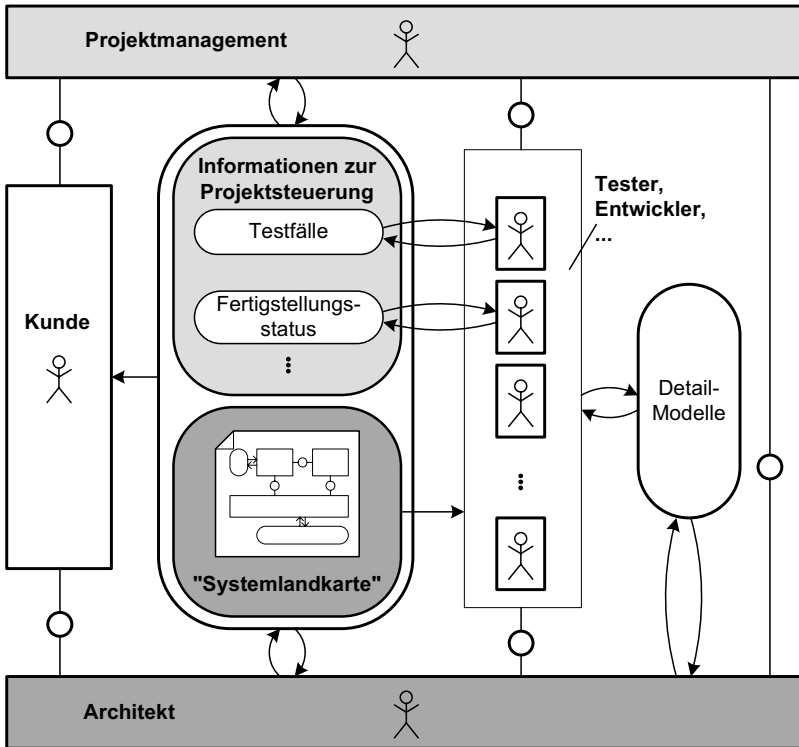 Projektmanagement
Informationen zur
Projektsteuerung
Testfälle
Tester,
Entwickler,
...
Fertigstellungs-
status
Kunde
Detail-
Modelle
"Systemlandkarte"
Architekt